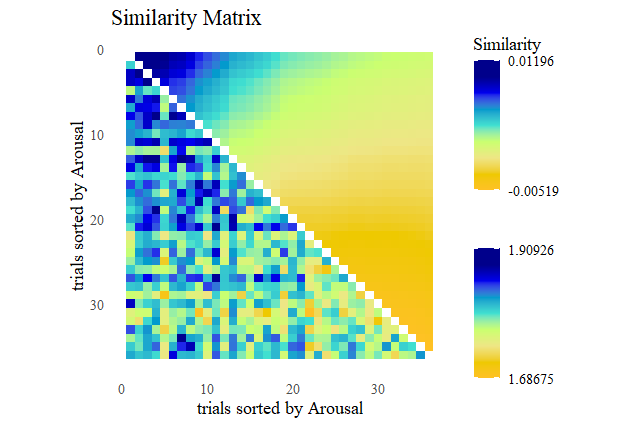 Similarity Matrix
Similarity
0.01196
-0.00519
1.90926
1.68675
trials sorted by Arousal
0
10
20
30
0 10 20 30
trials sorted by Arousal